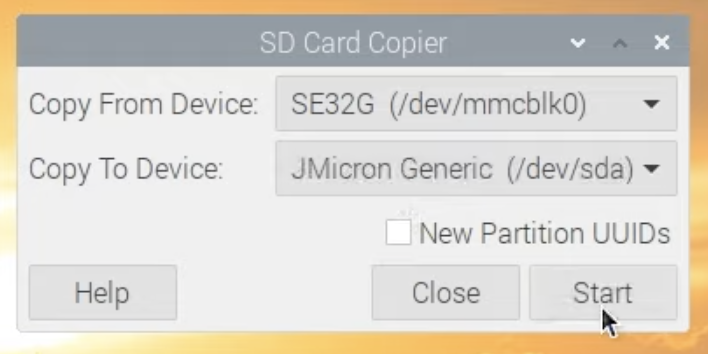 SD Card Copier
Copy From Device: SE32G (/dev/mmcblk0)
Copy To Device: JMicron Generic (/dev/sda)
New Partition UUIDs
Help Close Start